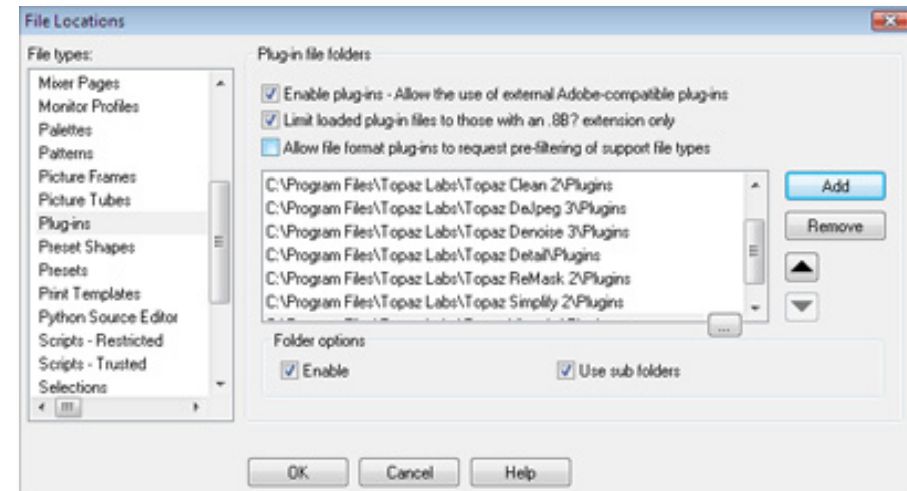 File Locations
File types:
Mixer Pages
Monitor Profiles
Palettes
Patterns
Picture Frames
Picture Tubes
Plug-ins
Preset Shapes
Presets
Print Templates
Python Source Editor
Scripts - Restricted
Scripts - Trusted
Selections
Plug-in file folders
Enable plug-ins - Allow the use of external Adobe-compatible plug-ins
Limit loaded plug-in files to those with an .8B? extension only
Allow file format plug-ins to request pre-filtering of support file types
C:\Program Files\Topaz Labs\Topaz Clean 2\Plugins
C:\Program Files\Topaz Labs\Topaz DeJpeg 3\Plugins
C:\Program Files\Topaz Labs\Topaz Denoise 3\Plugins
C:\Program Files\Topaz Labs\Topaz Detail\Plugins
C:\Program Files\Topaz Labs\Topaz ReMask 2\Plugins
C:\Program Files\Topaz Labs\Topaz Simplify 2\Plugins
Add
Remove
...
Folder options
Enable
Use sub folders
OK
Cancel
Help